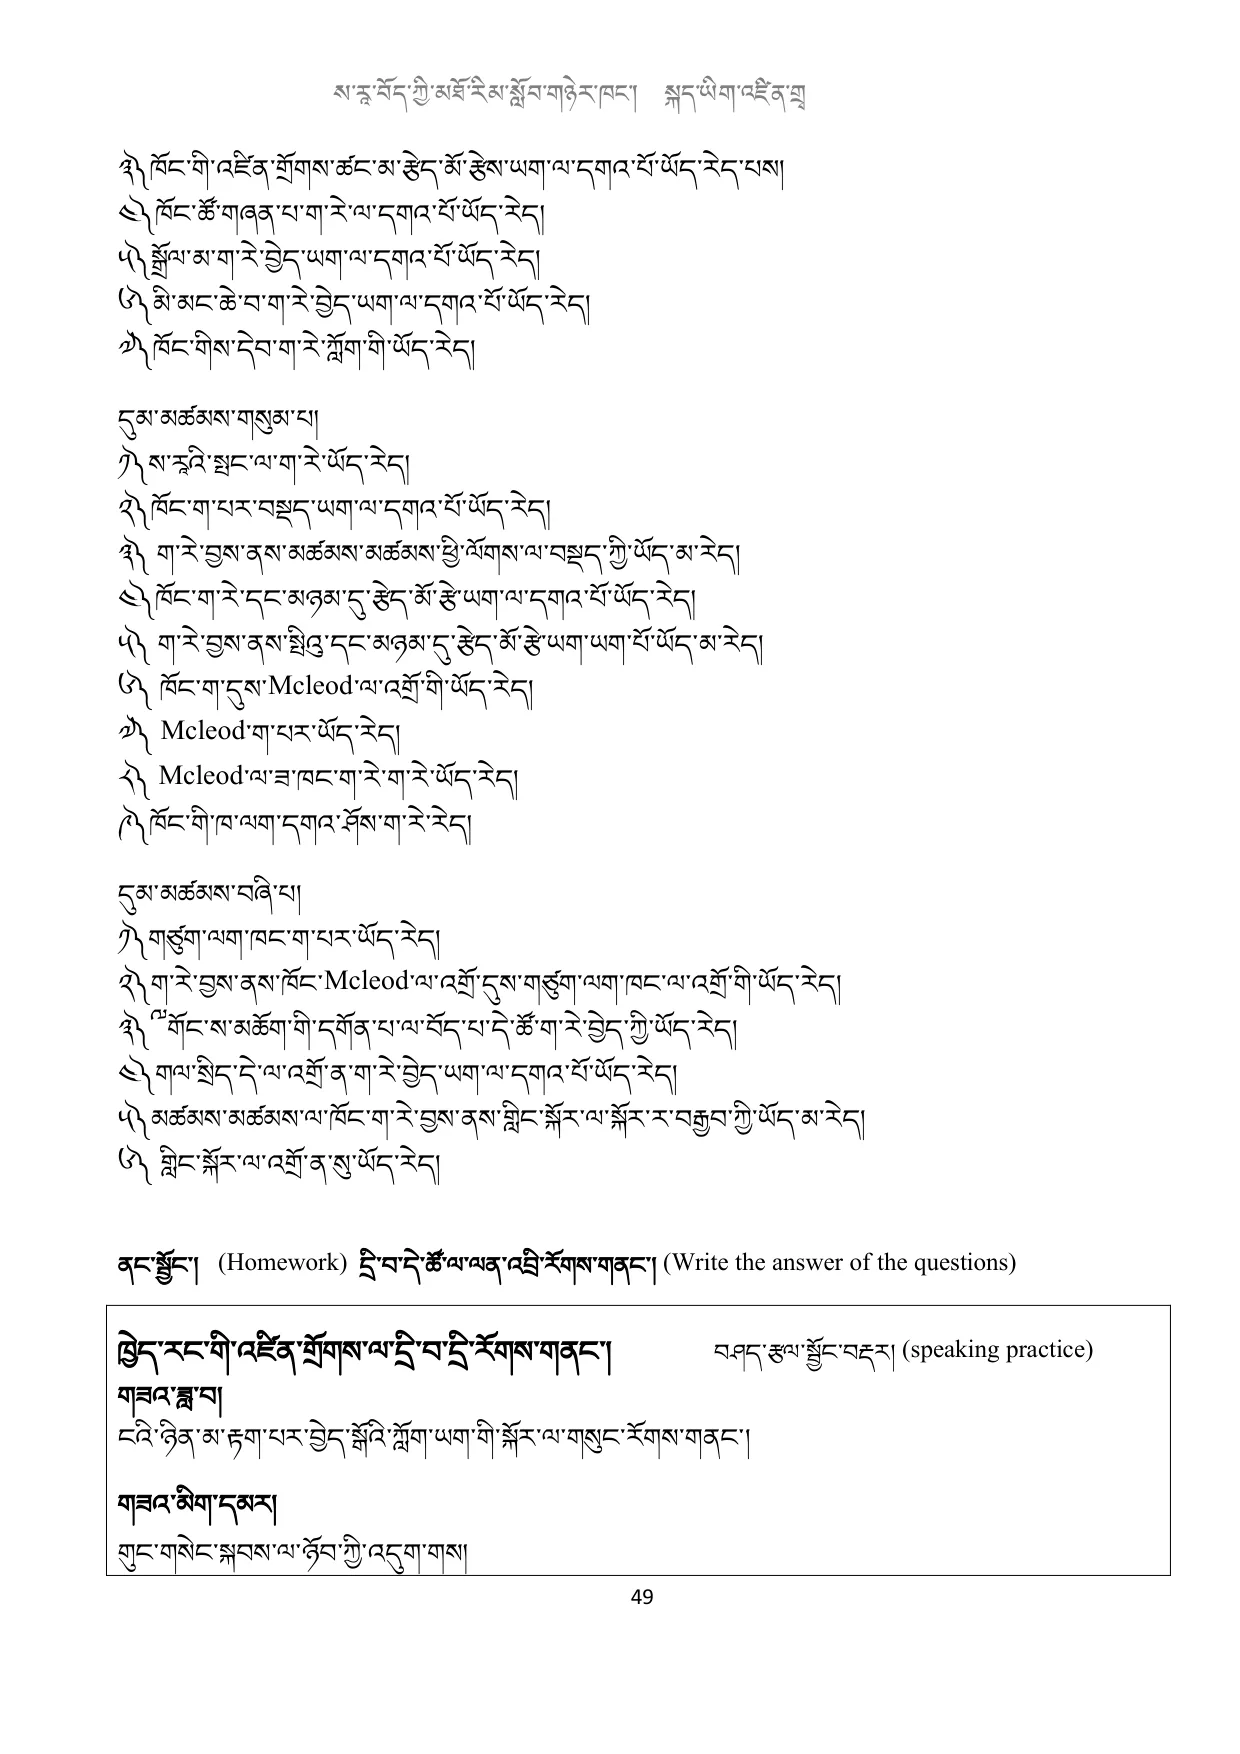 ས་རཱ་བོད་ཀྱི་མཐོ་རིམ་སློབ་གཉེར་ཁང་།   སྐད་ཡིག་འཛིན་གྲྭ
༣༽ཁོང་གི་འཛིན་གྲོགས་ཚང་མ་རྩེད་མོ་རྩེས་ཡག་ལ་དགའ་པོ་ཡོད་རེད་པས།
༤༽ཁོང་ཚོ་གཞན་པ་ག་རེ་ལ་དགའ་པོ་ཡོད་རེད།
༥༽སྒྲོལ་མ་ག་རེ་བྱེད་ཡག་ལ་དགའ་པོ་ཡོད་རེད།
༦༽མི་མང་ཆེ་བ་ག་རེ་བྱེད་ཡག་ལ་དགའ་པོ་ཡོད་རེད།
༧༽ཁོང་གིས་དེབ་ག་རེ་ཀློག་གི་ཡོད་རེད།
དུམ་མཚམས་གསུམ་པ།
༡༽ས་རཱའི་སྤང་ལ་ག་རེ་ཡོད་རེད།
༢༽ཁོང་ག་པར་བསྡད་ཡག་ལ་དགའ་པོ་ཡོད་རེད།
༣༽ ག་རེ་བྱས་ནས་མཚམས་མཚམས་ཕྱི་ལོགས་ལ་བསྡད་ཀྱི་ཡོད་མ་རེད།
༤༽ཁོང་ག་རེ་དང་མཉམ་དུ་རྩེད་མོ་རྩེ་ཡག་ལ་དགའ་པོ་ཡོད་རེད།
༥༽ ག་རེ་བྱས་ནས་སྤྲིའུ་དང་མཉམ་དུ་རྩེད་མོ་རྩེ་ཡག་ཡག་པོ་ཡོད་མ་རེད།
༦༽ ཁོང་ག་དུས་Mcleod་ལ་འགྲོ་གི་ཡོད་རེད།
༧༽ Mcleod་ག་པར་ཡོད་རེད།
༨༽ Mcleod་ལ་ཟ་ཁང་ག་རེ་ག་རེ་ཡོད་རེད།
༩༽ཁོང་གི་ཁ་ལག་དགའ་ཤོས་ག་རེ་རེད།
དུམ་མཚམས་བཞི་པ།
༡༽གཙུག་ལག་ཁང་ག་པར་ཡོད་རེད།
༢༽ག་རེ་བྱས་ནས་ཁོང་Mcleod་ལ་འགྲོ་དུས་གཙུག་ལག་ཁང་ལ་འགྲོ་གི་ཡོད་རེད།
༣༽ ༸གོང་ས་མཆོག་གི་དགོན་པ་ལ་བོད་པ་དེ་ཚོ་ག་རེ་བྱེད་ཀྱི་ཡོད་རེད།
༤༽གལ་སྲིད་དེ་ལ་འགྲོ་ན་ག་རེ་བྱེད་ཡག་ལ་དགའ་པོ་ཡོད་རེད།
༥༽མཚམས་མཚམས་ལ་ཁོང་ག་རེ་བྱས་ནས་གླིང་སྐོར་ལ་སྐོར་ར་བརྒྱབ་ཀྱི་ཡོད་མ་རེད།
༦༽ གླིང་སྐོར་ལ་འགྲོ་ན་སུ་ཡོད་རེད།
ནང་སྦྱོང་།   (Homework)  དྲི་བ་དེ་ཚོ་ལ་ལན་འབྲི་རོགས་གནང་། (Write the answer of the questions)
ཁྱེད་རང་གི་འཛིན་གྲོགས་ལ་དྲི་བ་དྲི་རོགས་གནང་།   བཤད་རྩལ་སྦྱོང་བརྡར། (speaking practice)
གཟའ་ཟླ་བ།
ངའི་ཉིན་མ་རྟག་པར་བྱེད་སྒོའི་ཀློག་ཡག་གི་སྐོར་ལ་གསུང་རོགས་གནང་།
གཟའ་མིག་དམར།
གུང་གསེང་སྐབས་ལ་ཉོབ་ཀྱི་འདུག་གས།
49